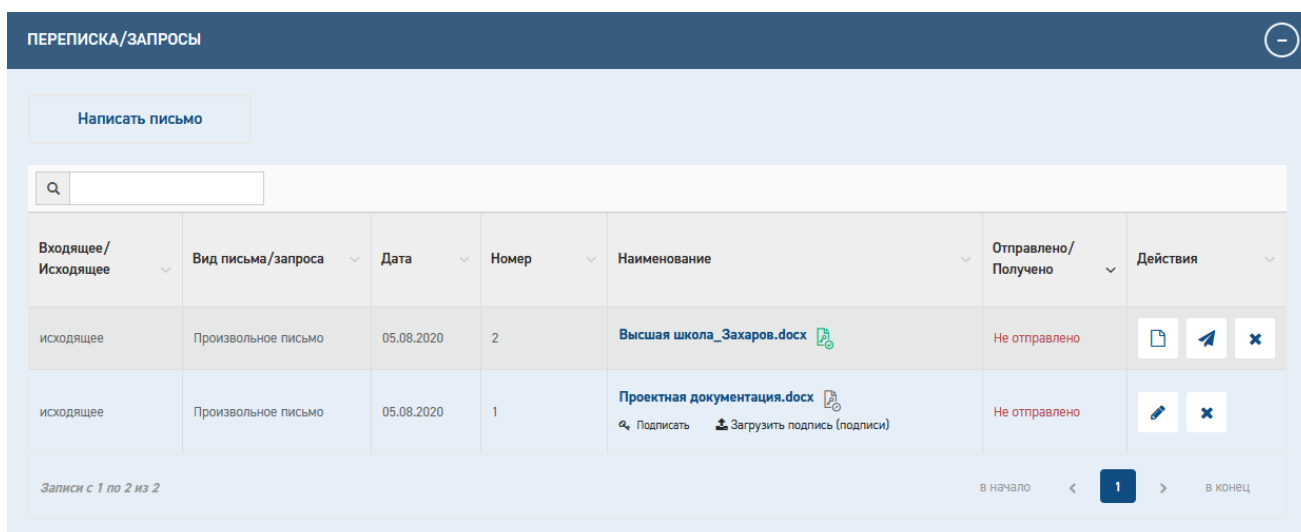 ПЕРЕПИСКА/ЗАПРОСЫ
Написать письмо
Входящее/
Исходящее
Вид письма/запроса
Дата
Номер
Наименование
Отправлено/
Получено
Действия
исходящее
Произвольное письмо
05.08.2020
2
Высшая школа_Захаров.docx
Не отправлено
исходящее
Произвольное письмо
05.08.2020
1
Проектная документация.docx
Подписать
Загрузить подпись (подписи)
Не отправлено
Записи с 1 по 2 из 2
в начало
1
в конец